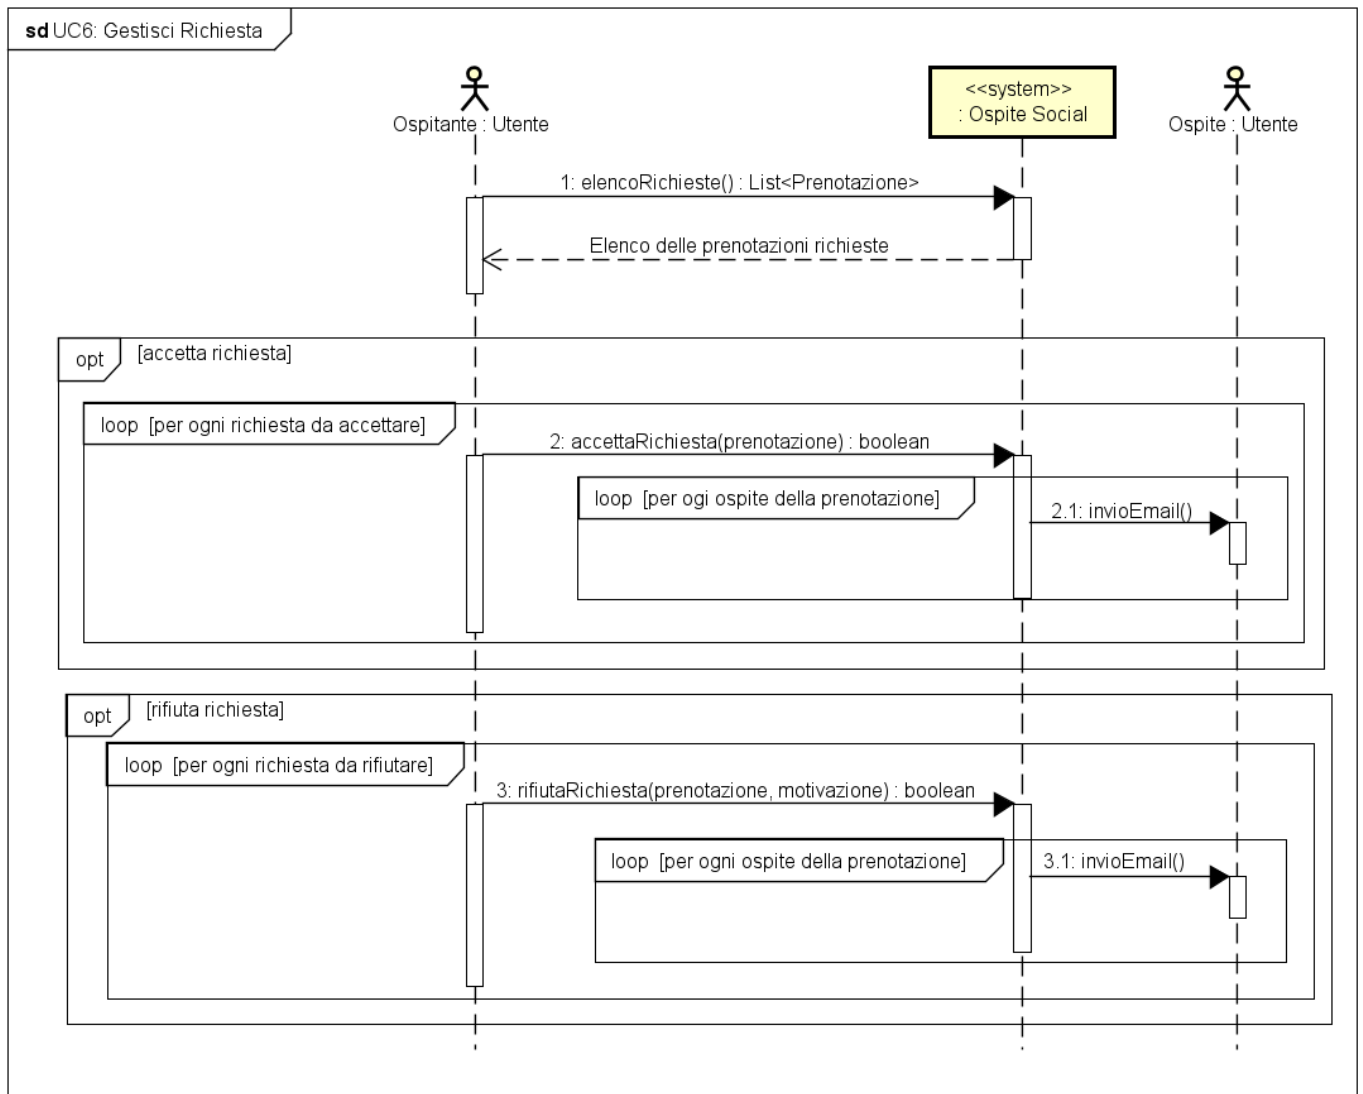 sd UC6: Gestisci Richiesta
Ospitante : Utente
<<system>>
: Ospite Social
Ospite : Utente
1: elencoRichieste() : List<Prenotazione>
Elenco delle prenotazioni richieste
opt [accetta richiesta]
loop [per ogni richiesta da accettare]
2: accettaRichiesta(prenotazione) : boolean
loop [per ogi ospite della prenotazione]
2.1: invioEmail()
opt [rifiuta richiesta]
loop [per ogni richiesta da rifiutare]
3: rifiutaRichiesta(prenotazione, motivazione) : boolean
loop [per ogni ospite della prenotazione]
3.1: invioEmail()